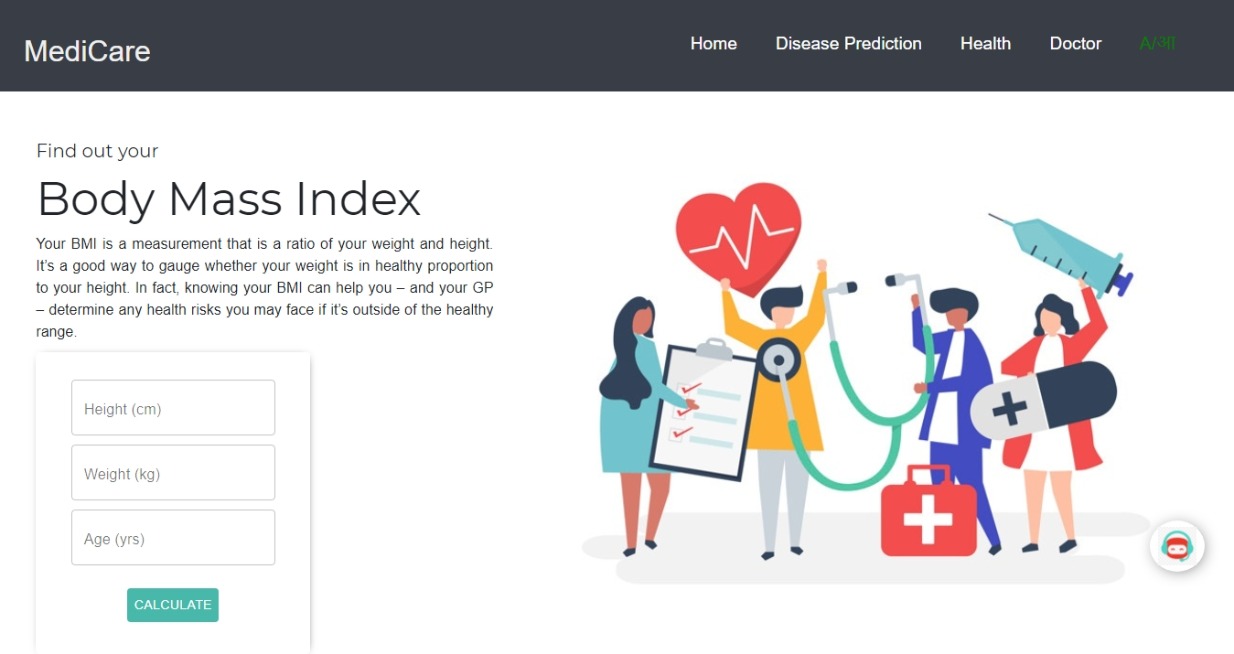 MediCare
Home Disease Prediction Health Doctor A/आ
Find out your
Body Mass Index
Your BMI is a measurement that is a ratio of your weight and height.
It's a good way to gauge whether your weight is in healthy proportion
to your height. In fact, knowing your BMI can help you – and your GP
– determine any health risks you may face if it's outside of the healthy
range.
Height (cm)
Weight (kg)
Age (yrs)
CALCULATE